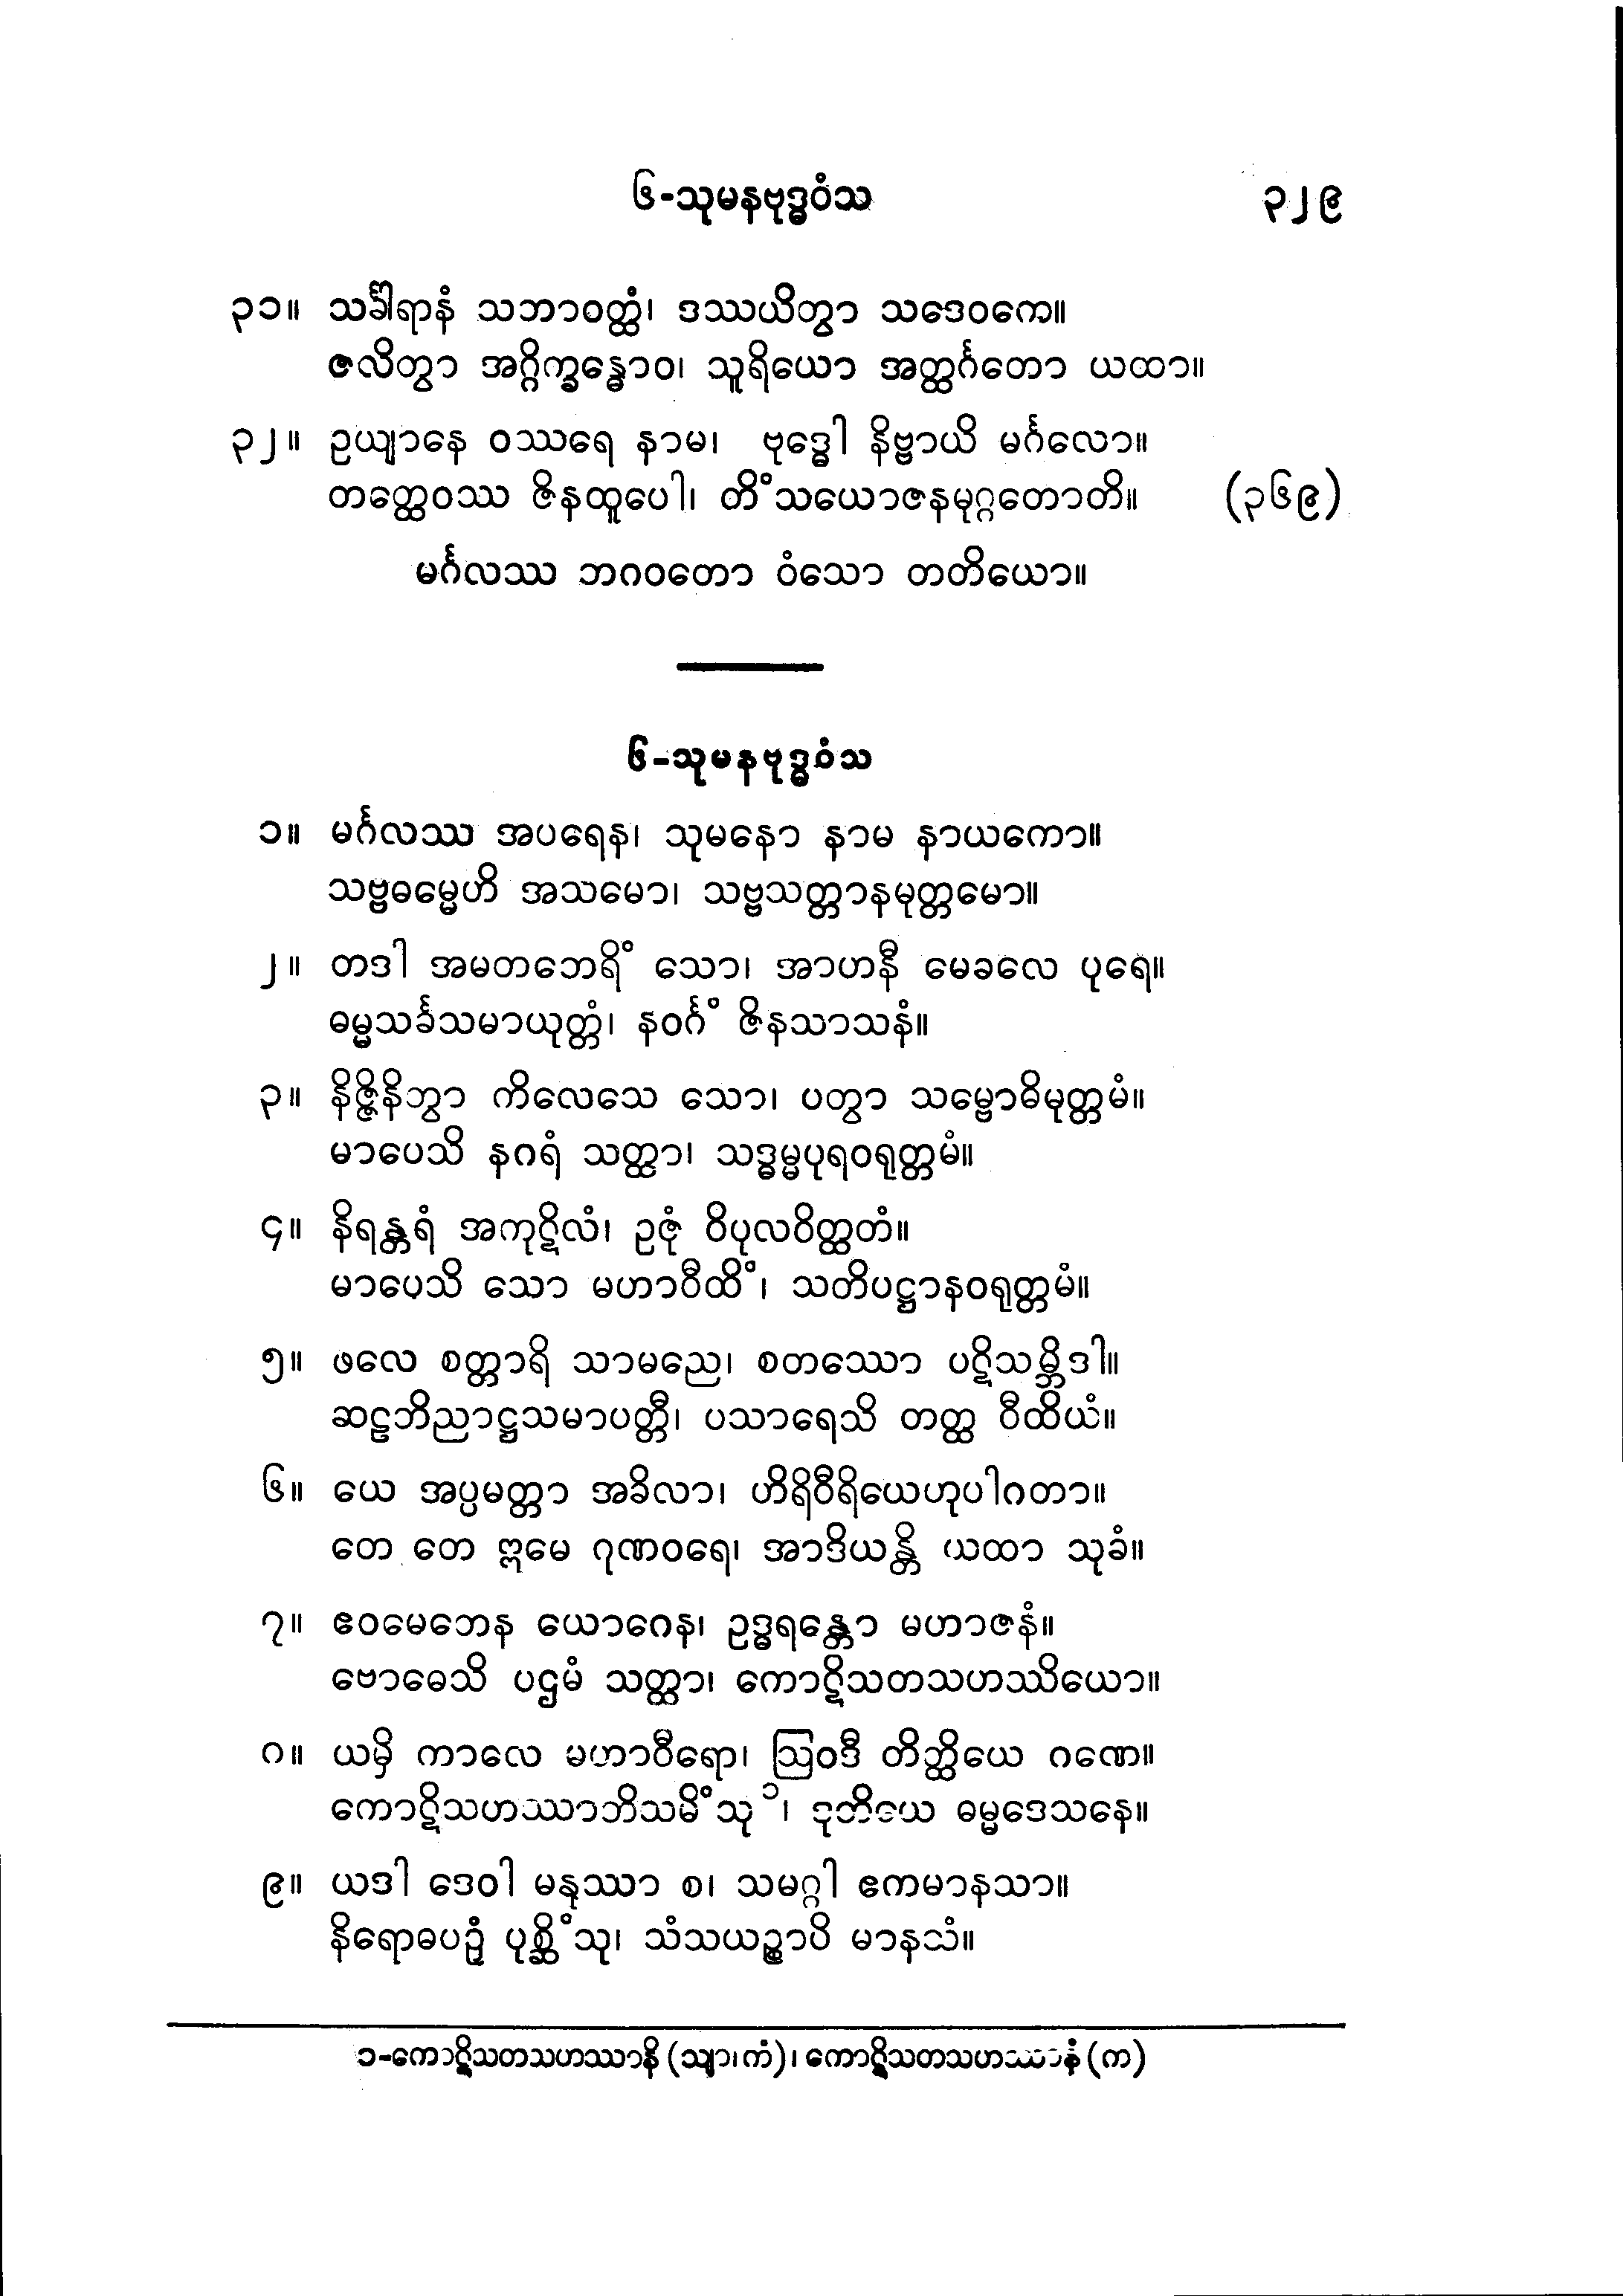 ၆-သုမနဗုဒ္ဓဝံသ ၃၂၉
၃၁။ သင်္ခါရာနံ သဘာဝတ္ထံ၊ ဒဿယိတွာ သဒေဝကေ။
ဇလိတွာ အဂ္ဂိက္ခန္ဓောဝ၊ သူရိယော အတ္ထင်္ဂတော ယထာ။
၃၂။ ဥယျာနေ ဝဿရေ နာမ၊ ဗုဒ္ဓေါ နိဗ္ဗာယိ မင်္ဂလော။
တတ္ထေဝဿ ဇိနထူပေါ၊ တိံသယောဇနမုဂ္ဂတောတိ။ (၃၆၉)
မင်္ဂလဿ ဘဂဝတော ဝံသော တတိယော။
၆-သုမနဗုဒ္ဓဝံသ
၁။ မင်္ဂလဿ အပရေန၊ သုမနော နာမ နာယကော။
သဗ္ဗဓမ္မေဟိ အသမော၊ သဗ္ဗသတ္တာနမုတ္တမော။
၂။ တဒါ အမတဘေရိံ သော၊ အာဟနီ မေခလေ ပုရေ။
ဓမ္မသင်္ခသမာယုတ္တံ၊ နဝင်္ဂံ ဇိနသာသနံ။
၃။ နိဇ္ဇိနိတွာ ကိလေသေ သော၊ ပတွာ သမ္ဗောဓိမုတ္တမံ။
မာပေသိ နဂရံ သတ္ထာ၊ သဒ္ဓမ္မပုရဝရုတ္တမံ။
၄။ နိရန္တရံ အကုဋိလံ၊ ဥဇုံ ဝိပုလဝိတ္ထတံ။
မာပေသိ သော မဟာဝီထိံ၊ သတိပဋ္ဌာနဝရုတ္တမံ။
၅။ ဖလေ စတ္တာရိ သာမညေ၊ စတဿော ပဋိသမ္ဘိဒါ။
ဆဠဘိညာဋ္ဌသမာပတ္တီ၊ ပသာရေသိ တတ္ထ ဝီထိယံ။
၆။ ယေ အပ္ပမတ္တာ အခိလာ၊ ဟိရိဝီရိယေဟုပါဂတာ။
တေ တေ ဣမေ ဂုဏဝရေ၊ အာဒိယန္တိ ယထာ သုခံ။
၇။ ဧဝမေတေန ယောဂေန၊ ဥဒ္ဓရန္တော မဟာဇနံ။
ဗောဓေသိ ပဌမံ သတ္ထာ၊ ကောဋိသတသဟဿိယော။
၈။ ယမှိ ကာလေ မဟာဝီရော၊ ဩဝဒီ တိတ္ထိယေ ဂဏေ။
ကောဋိသဟဿာဘိသမိံသု ၁၊ ဒုတိယေ ဓမ္မဒေသနေ။
၉။ ယဒါ ဒေဝါ မနုဿာ စ၊ သမဂ္ဂါ ဧကမာနသာ။
နိရောဓပဉှံ ပုစ္ဆိံသု၊ သံသယဉ္စာပိ မာနသံ။
၁-ကောဋိသတသဟဿာနိ (သျာ၊ကံ)၊ ကောဋိသတသဟဿာနံ (က)